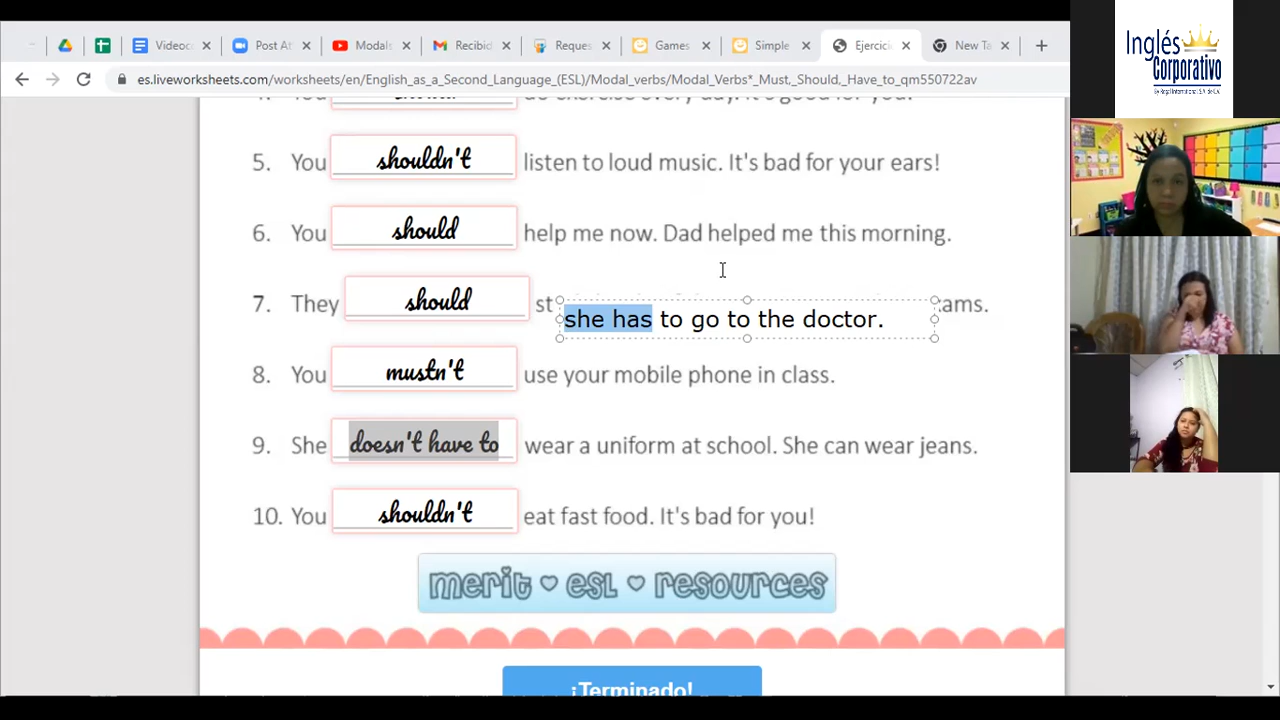 Videoc
Post At
Modals
Recibid
Reques
Games
Simple
Ejercici
New Ta
es.liveworksheets.com/worksheets/en/English_as_a_Second_Language_(ESL)/Modal_verbs/Modal_Verbs*_Must,_Should,_Have_to_qm550722av
Inglés
Corporativo
5. You shouldn't listen to loud music. It's bad for your ears!
6. You should help me now. Dad helped me this morning.
7. They should st ams.
she has to go to the doctor.
8. You mustn't use your mobile phone in class.
9. She doesn't have to wear a uniform at school. She can wear jeans.
10. You shouldn't eat fast food. It's bad for you!
merit ESL resources
¡Terminado!